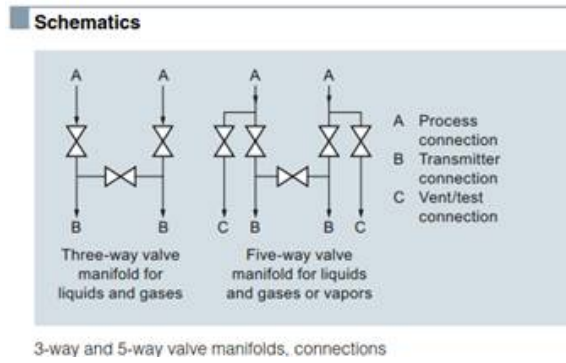 Schematics
A A A A
A Process
connection
B Transmitter
connection
C Vent/test
connection
B B C B B C
Three-way valve
manifold for
liquids and gases
Five-way valve
manifold for liquids
and gases or vapors
3-way and 5-way valve manifolds, connections